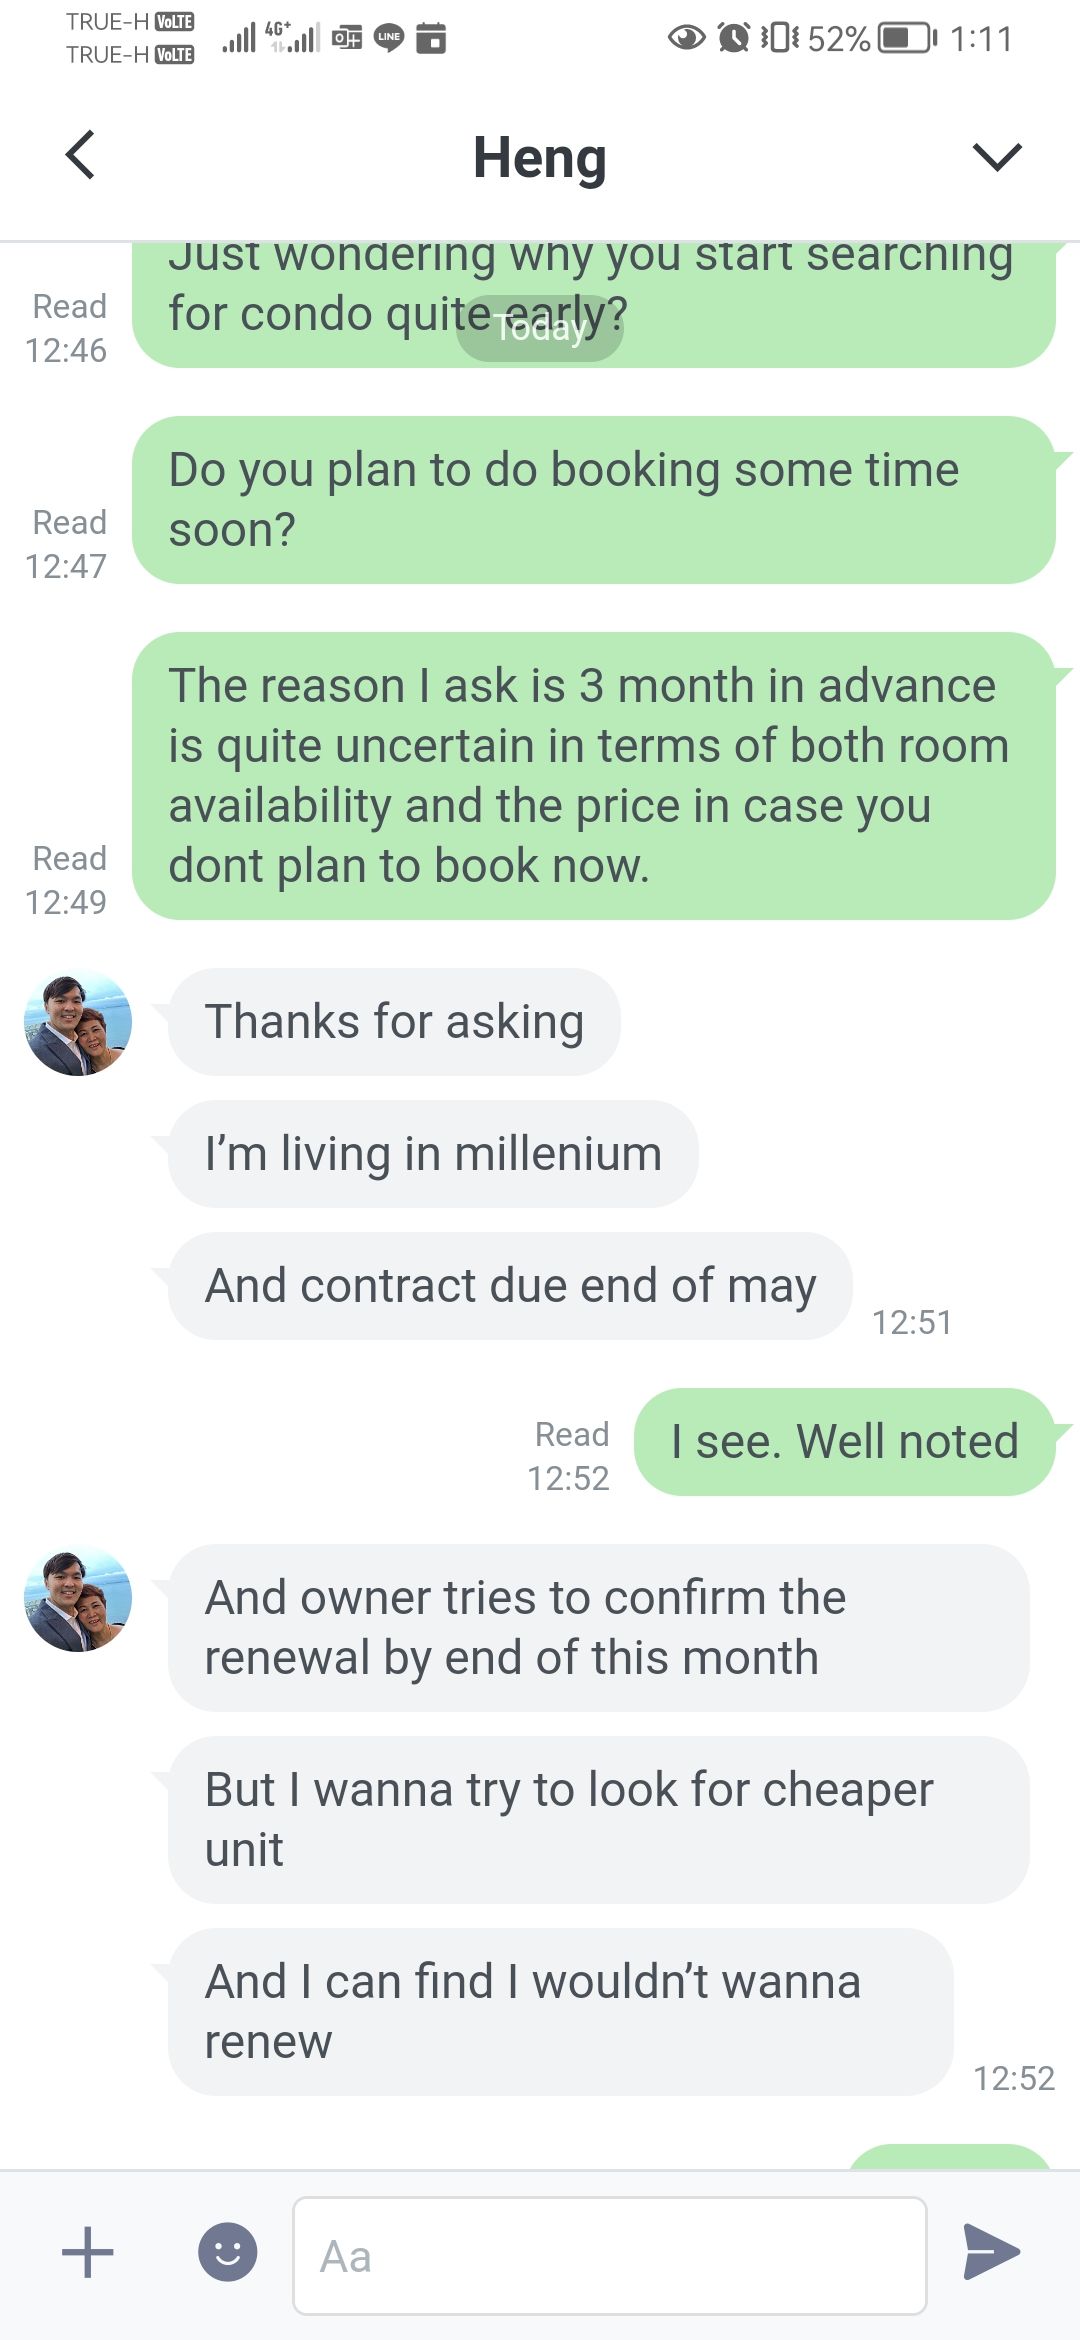 TRUE-H VoLTE
TRUE-H VoLTE
4G+
LINE
52%
1:11
Heng
Just wondering why you start searching
for condo quite early?
Read
12:46
Today
Do you plan to do booking some time
soon?
Read
12:47
The reason I ask is 3 month in advance
is quite uncertain in terms of both room
availability and the price in case you
dont plan to book now.
Read
12:49
Thanks for asking
I’m living in millenium
And contract due end of may
12:51
Read
12:52
I see. Well noted
And owner tries to confirm the
renewal by end of this month
But I wanna try to look for cheaper
unit
And I can find I wouldn’t wanna
renew
12:52
Aa